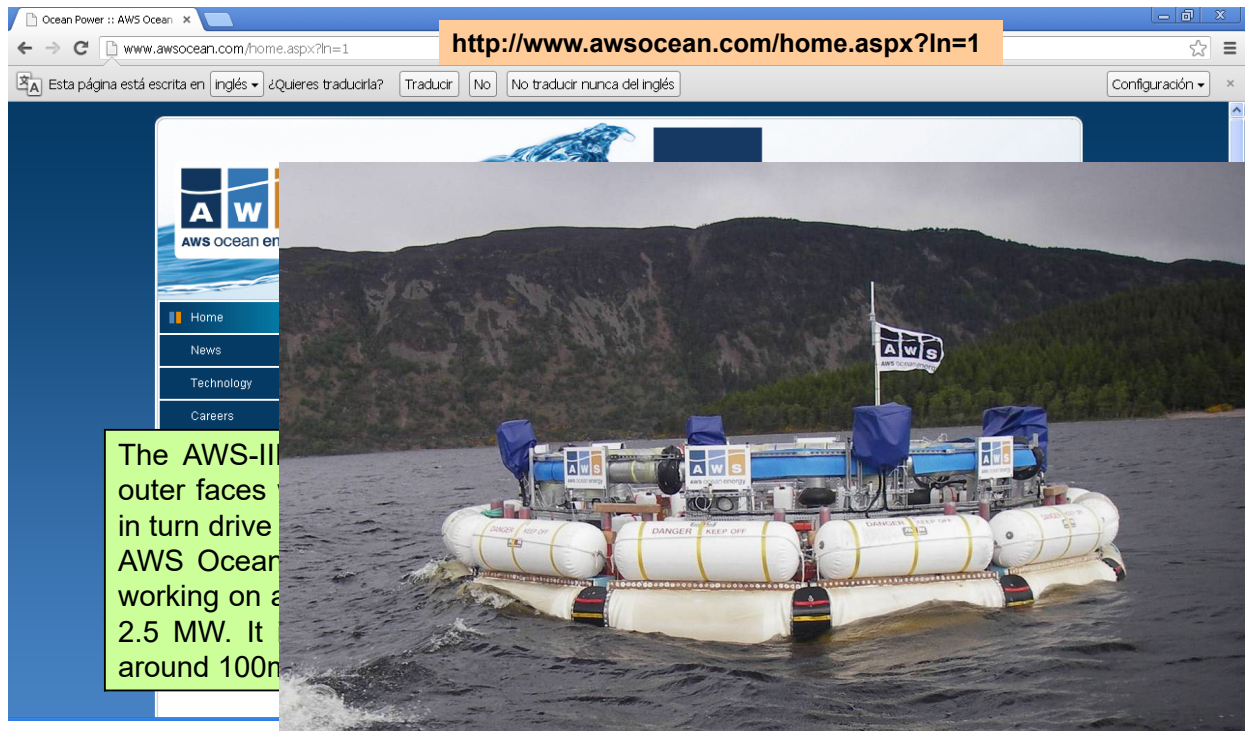 Ocean Power :: AWS Ocean
www.awsocean.com/home.aspx?ln=1
http://www.awsocean.com/home.aspx?ln=1
Esta página está escrita en inglés ¿Quieres traducirla? Traducir No No traducir nunca del inglés Configuración
A W
AWS ocean en
Home
News
Technology
Careers
The AWS-III
outer faces
in turn drive
AWS Ocean
working on a
2.5 MW. It
around 100m
A W S
AWS oceanenergy
A W S
A W S
A W S
DANGER KEEP OFF
DANGER KEEP OFF